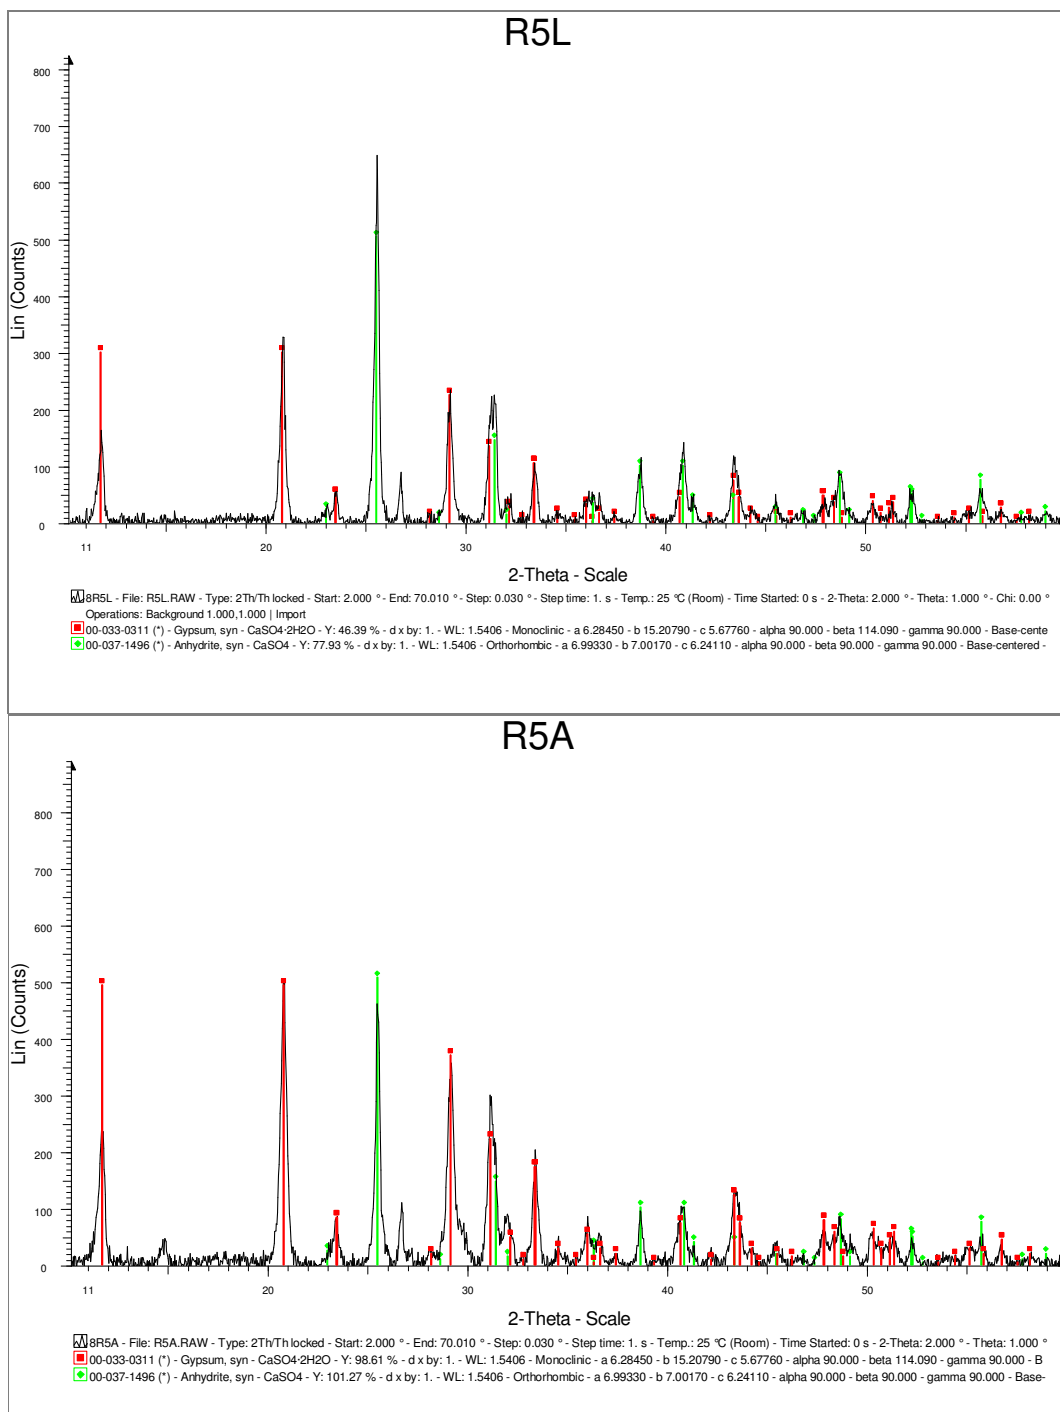 R5L
Lin (Counts)
800
700
600
500
400
300
200
100
0
11
20
30
40
50
2-Theta - Scale
8R5L - File: R5L.RAW - Type: 2Th/Th locked - Start: 2.000 ° - End: 70.010 ° - Step: 0.030 ° - Step time: 1. s - Temp.: 25 °C (Room) - Time Started: 0 s - 2-Theta: 2.000 ° - Theta: 1.000 ° - Chi: 0.00 °
Operations: Background 1.000,1.000 | Import
00-033-0311 (*) - Gypsum, syn - CaSO4·2H2O - Y: 46.39 % - d x by: 1. - WL: 1.5406 - Monoclinic - a 6.28450 - b 15.20790 - c 5.67760 - alpha 90.000 - beta 114.090 - gamma 90.000 - Base-cente
00-037-1496 (*) - Anhydrite, syn - CaSO4 - Y: 77.93 % - d x by: 1. - WL: 1.5406 - Orthorhombic - a 6.99330 - b 7.00170 - c 6.24110 - alpha 90.000 - beta 90.000 - gamma 90.000 - Base-centered -
R5A
Lin (Counts)
800
700
600
500
400
300
200
100
0
11
20
30
40
50
2-Theta - Scale
8R5A - File: R5A.RAW - Type: 2Th/Th locked - Start: 2.000 ° - End: 70.010 ° - Step: 0.030 ° - Step time: 1. s - Temp.: 25 °C (Room) - Time Started: 0 s - 2-Theta: 2.000 ° - Theta: 1.000 °
00-033-0311 (*) - Gypsum, syn - CaSO4·2H2O - Y: 98.61 % - d x by: 1. - WL: 1.5406 - Monoclinic - a 6.28450 - b 15.20790 - c 5.67760 - alpha 90.000 - beta 114.090 - gamma 90.000 - B
00-037-1496 (*) - Anhydrite, syn - CaSO4 - Y: 101.27 % - d x by: 1. - WL: 1.5406 - Orthorhombic - a 6.99330 - b 7.00170 - c 6.24110 - alpha 90.000 - beta 90.000 - gamma 90.000 - Base-